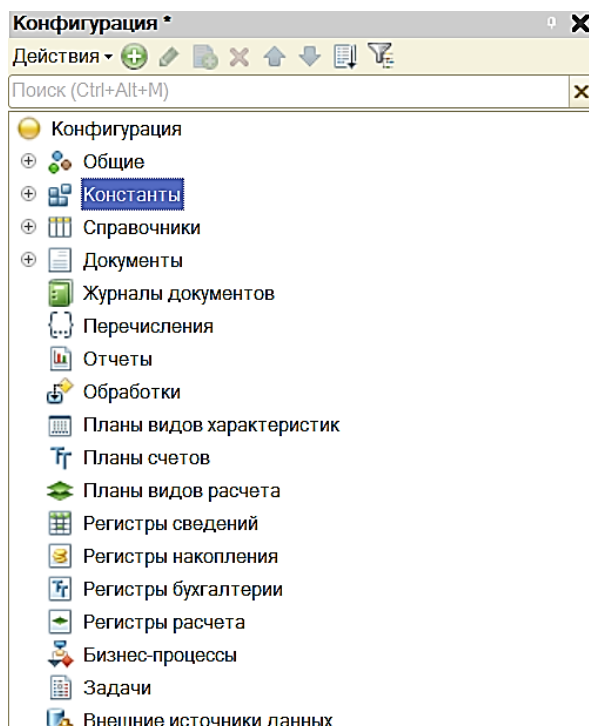 Конфигурация *
Действия
Поиск (Ctrl+Alt+M)
Конфигурация
Общие
Константы
Справочники
Документы
Журналы документов
Перечисления
Отчеты
Обработки
Планы видов характеристик
Планы счетов
Планы видов расчета
Регистры сведений
Регистры накопления
Регистры бухгалтерии
Регистры расчета
Бизнес-процессы
Задачи
Внешние источники данных